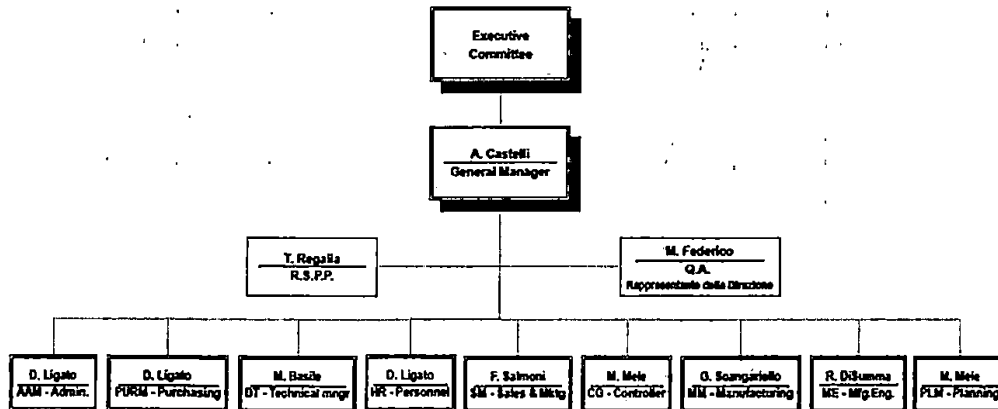 Executive
Committee
A. Castelli
General Manager
T. Regalia
R.S.P.P.
M. Federico
Q.A.
Rappresentante della Direzione
D. Ligato
AAM - Admin.
D. Ligato
PURM - Purchasing
M. Basile
DT - Technical mngr
D. Ligato
HR - Personnel
F. Salmoni
SM - Sales & Mktg
M. Mele
CG - Controller
G. Scangariello
MM - Manufacturing
R. DiSumma
ME - Mfg.Eng.
M. Mele
PLM - Planning